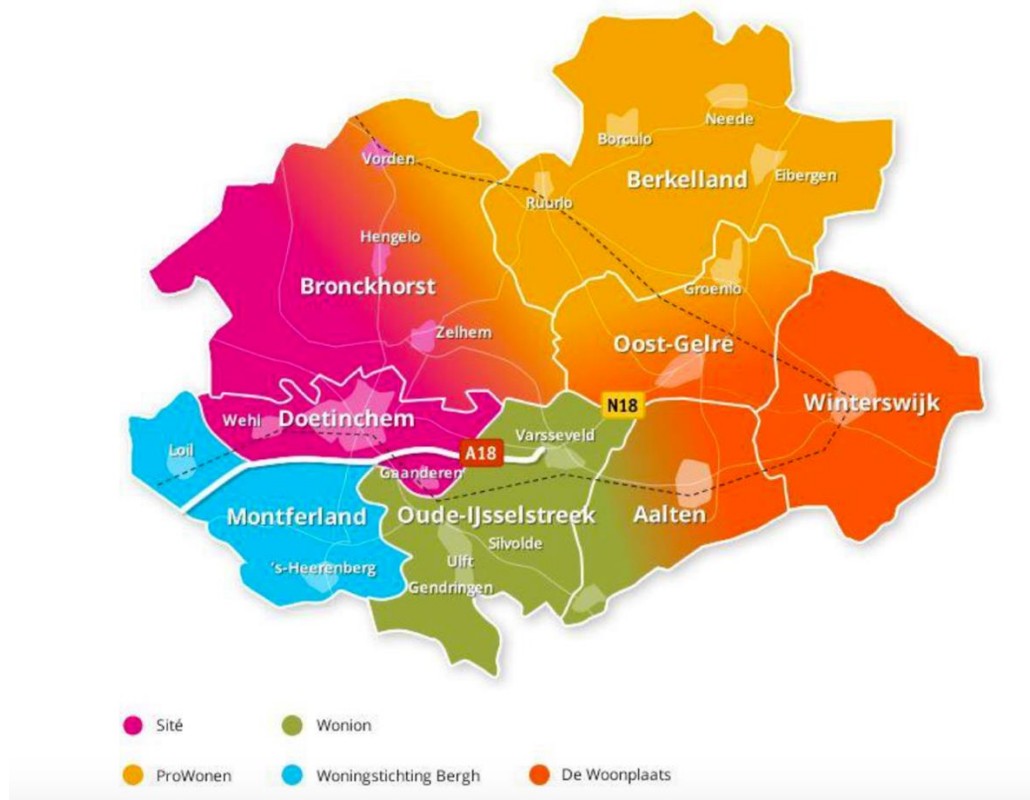 Neede
Borculo
Vorden
Berkelland
Eibergen
Ruurlo
Hengelo
Bronckhorst
Groenlo
Zelhem
Oost-Gelre
Winterswijk
N18
Wehl
Doetinchem
Varsseveld
Loil
A18
Gaanderen
Montferland
Oude-IJsselstreek
Aalten
Silvolde
Ulft
's-Heerenberg
Gendringen
Sité
Wonion
ProWonen
Woningstichting Bergh
De Woonplaats